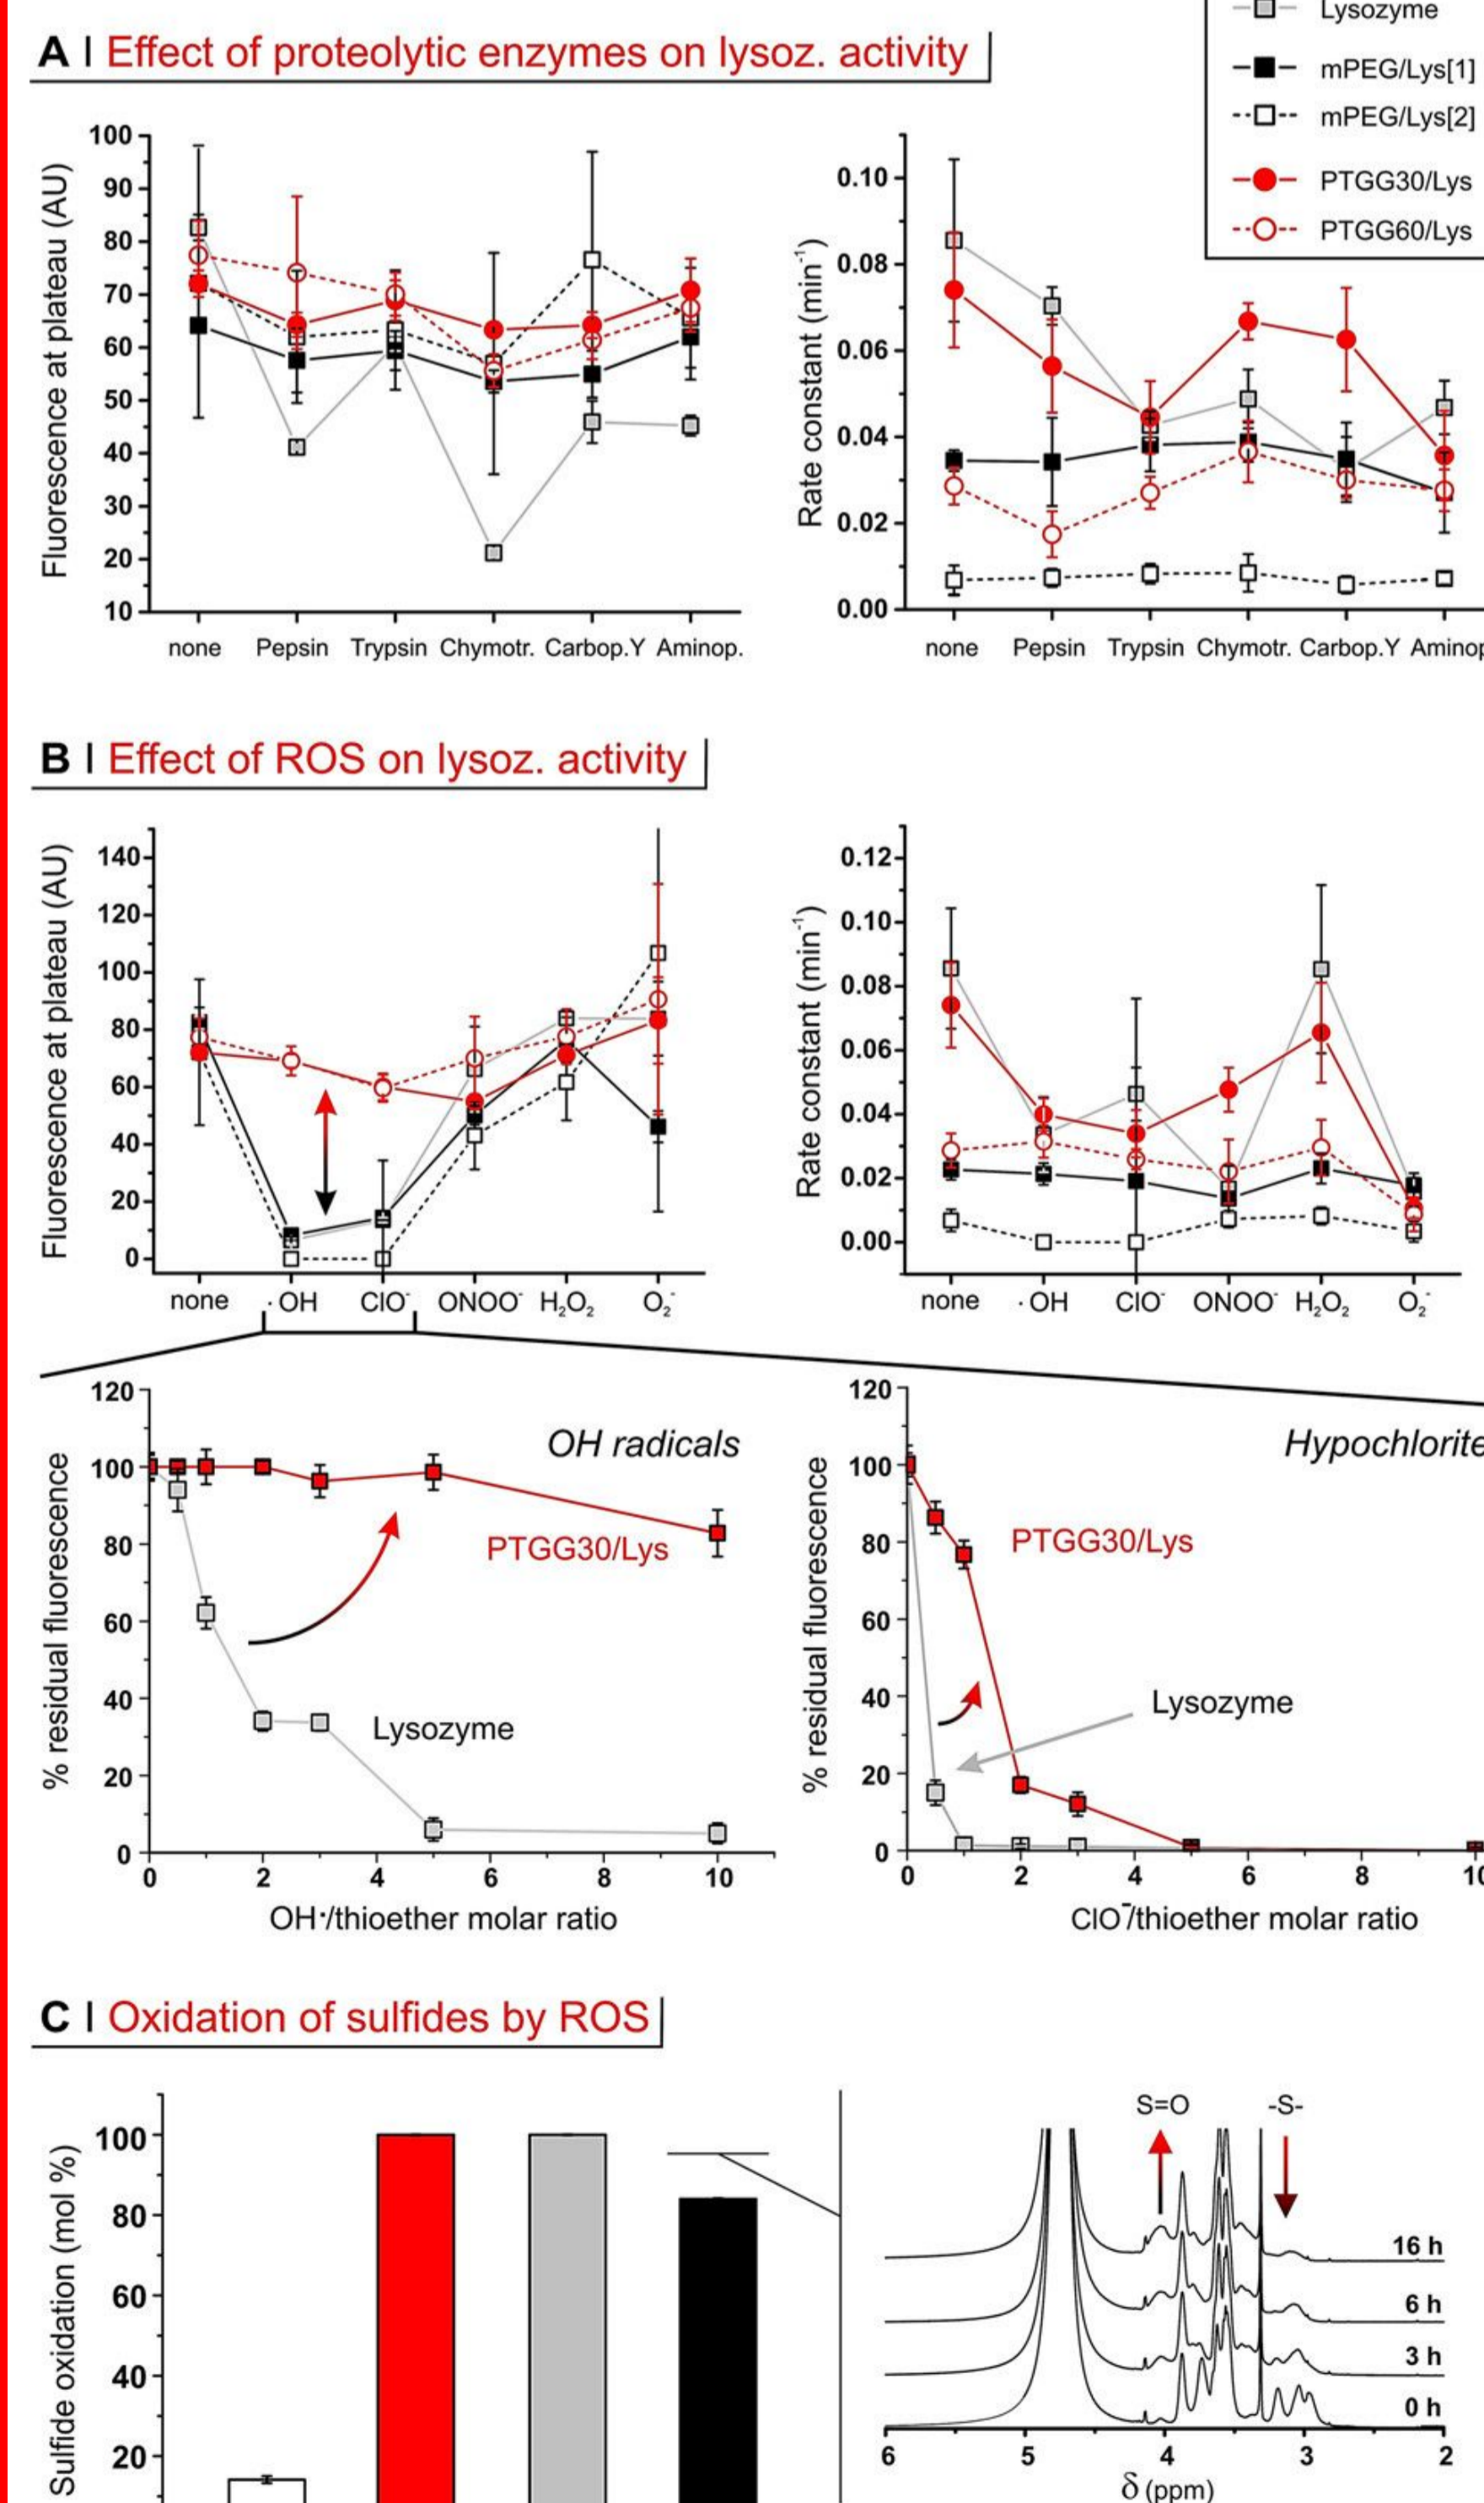 Lysozyme
mPEG/Lys[1]
mPEG/Lys[2]
PTGG30/Lys
PTGG60/Lys
A | Effect of proteolytic enzymes on lysoz. activity
Fluorescence at plateau (AU)
100
90
80
70
60
50
40
30
20
10
none Pepsin Trypsin Chymotr. Carbop.Y Aminop.
Rate constant (min⁻¹)
0.10
0.08
0.06
0.04
0.02
0.00
none Pepsin Trypsin Chymotr. Carbop.Y Aminop
B | Effect of ROS on lysoz. activity
Fluorescence at plateau (AU)
140
120
100
80
60
40
20
0
none ·OH ClO⁻ ONOO⁻ H₂O₂ O₂⁻
Rate constant (min⁻¹)
0.12
0.10
0.08
0.06
0.04
0.02
0.00
none ·OH ClO⁻ ONOO⁻ H₂O₂ O₂⁻
% residual fluorescence
120
100
80
60
40
20
0
OH radicals
PTGG30/Lys
Lysozyme
0 2 4 6 8 10
OH·/thioether molar ratio
% residual fluorescence
120
100
80
60
40
20
0
Hypochlorite
PTGG30/Lys
Lysozyme
0 2 4 6 8 10
ClO⁻/thioether molar ratio
C | Oxidation of sulfides by ROS
Sulfide oxidation (mol %)
100
80
60
40
20
S=O -S-
16 h
6 h
3 h
0 h
6 5 4 3 2
δ (ppm)